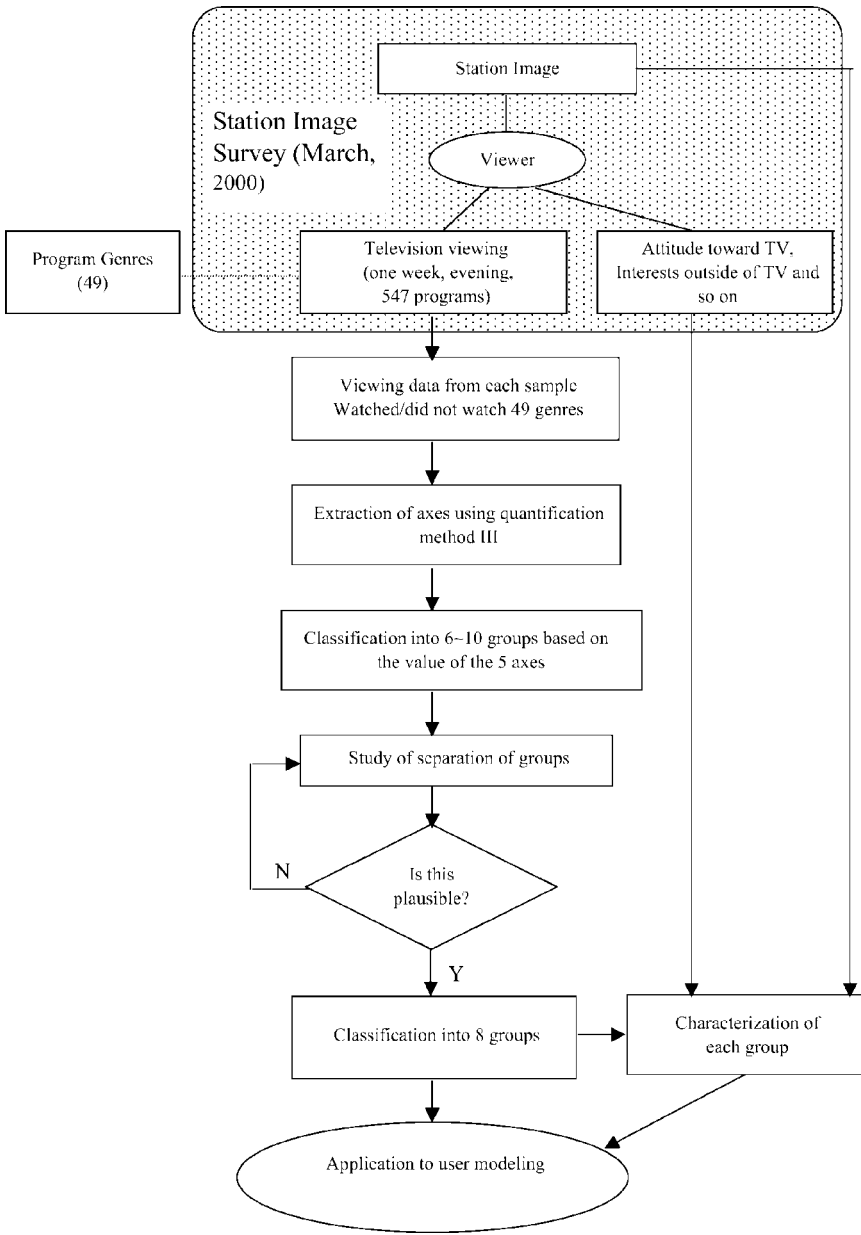 Station Image
Station Image
Survey (March,
2000)
Viewer
Program Genres
(49)
Television viewing
(one week, evening,
547 programs)
Attitude toward TV,
Interests outside of TV and
so on
Viewing data from each sample
Watched/did not watch 49 genres
Extraction of axes using quantification
method III
Classification into 6~10 groups based on
the value of the 5 axes
Study of separation of groups
N
Is this
plausible?
Y
Classification into 8 groups
Characterization of
each group
Application to user modeling